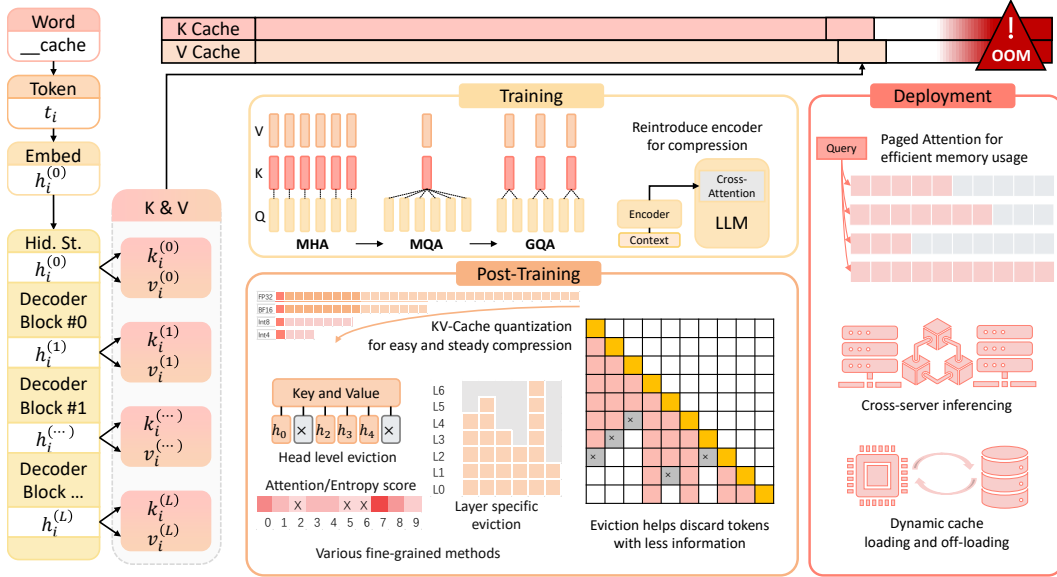 Word
__cache
Token
t_i
Embed
h_i^{(0)}
Hid. St.
h_i^{(0)}
Decoder
Block #0
h_i^{(1)}
Decoder
Block #1
h_i^{(⋯)}
Decoder
Block ...
h_i^{(L)}
K & V
k_i^{(0)}
v_i^{(0)}
k_i^{(1)}
v_i^{(1)}
k_i^{(⋯)}
v_i^{(⋯)}
k_i^{(L)}
v_i^{(L)}
K Cache
V Cache
!
OOM
Training
V
K
Q
MHA
MQA
GQA
Reintroduce encoder
for compression
Cross-
Attention
LLM
Encoder
Context
Post-Training
FP32
BF16
Int8
Int4
KV-Cache quantization
for easy and steady compression
Key and Value
h_0 × h_2 h_3 h_4 ×
Head level eviction
Attention/Entropy score
X X X
0 1 2 3 4 5 6 7 8 9
L6
L5
L4
L3
L2
L1
L0
Layer specific
eviction
Various fine-grained methods
×
× ×
× ×
×
Eviction helps discard tokens
with less information
Deployment
Query
Paged Attention for
efficient memory usage
Cross-server inferencing
Dynamic cache
loading and off-loading